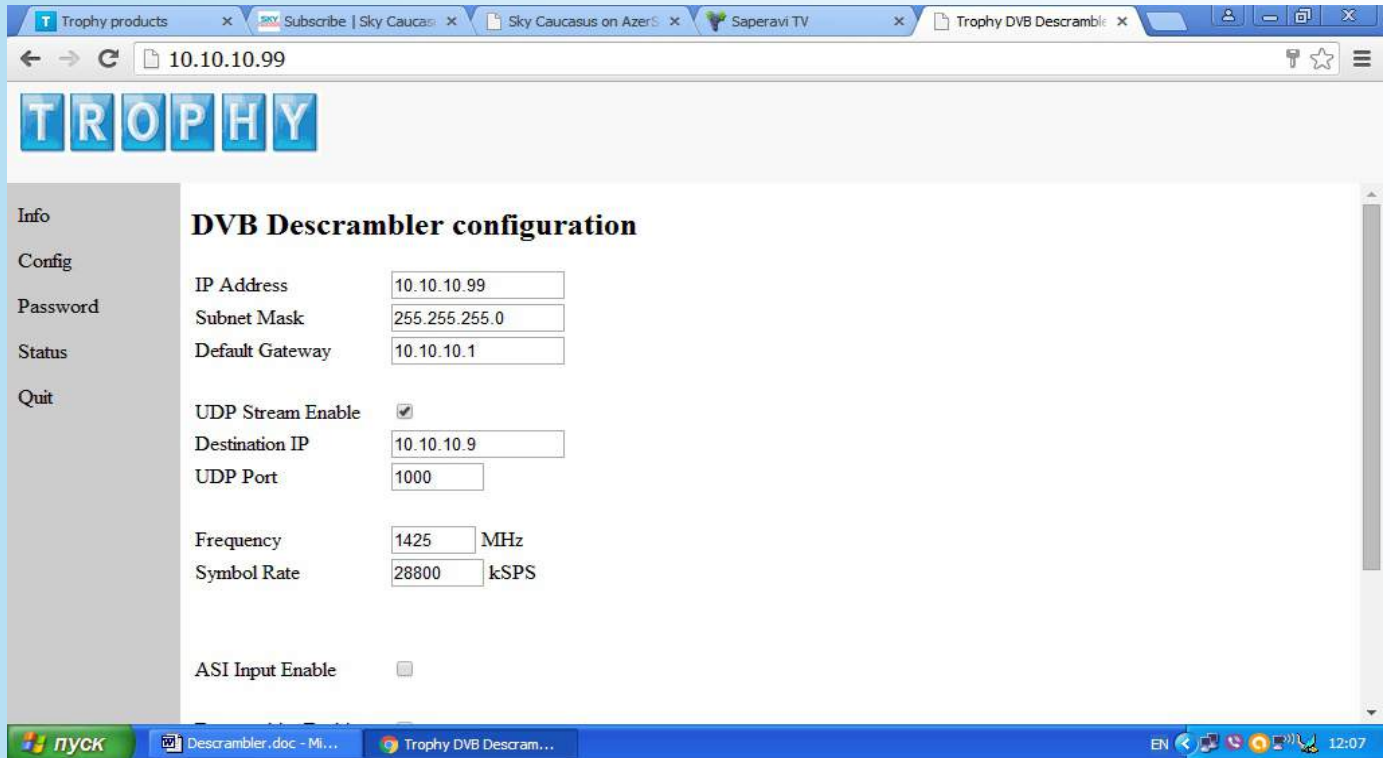 Trophy products
Subscribe | Sky Caucas
Sky Caucasus on AzerS
Saperavi TV
Trophy DVB Descramble
10.10.10.99
TROPHY
Info
Config
Password
Status
Quit
DVB Descrambler configuration
IP Address 10.10.10.99
Subnet Mask 255.255.255.0
Default Gateway 10.10.10.1
UDP Stream Enable
Destination IP 10.10.10.9
UDP Port 1000
Frequency 1425 MHz
Symbol Rate 28800 kSPS
ASI Input Enable
пуск
Descrambler.doc - Mi...
Trophy DVB Descram...
EN
12:07